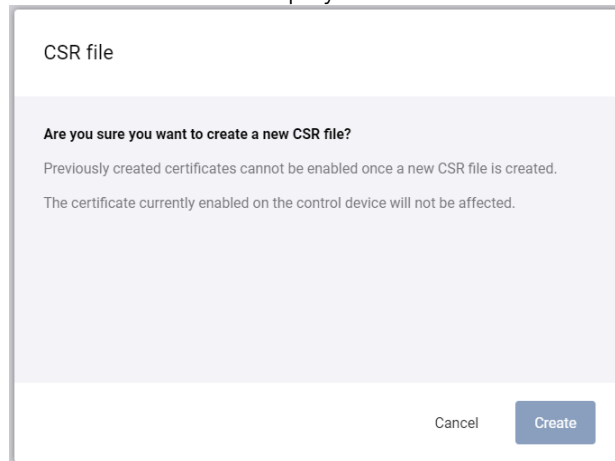 CSR file
Are you sure you want to create a new CSR file?
Previously created certificates cannot be enabled once a new CSR file is created.
The certificate currently enabled on the control device will not be affected.
Cancel
Create